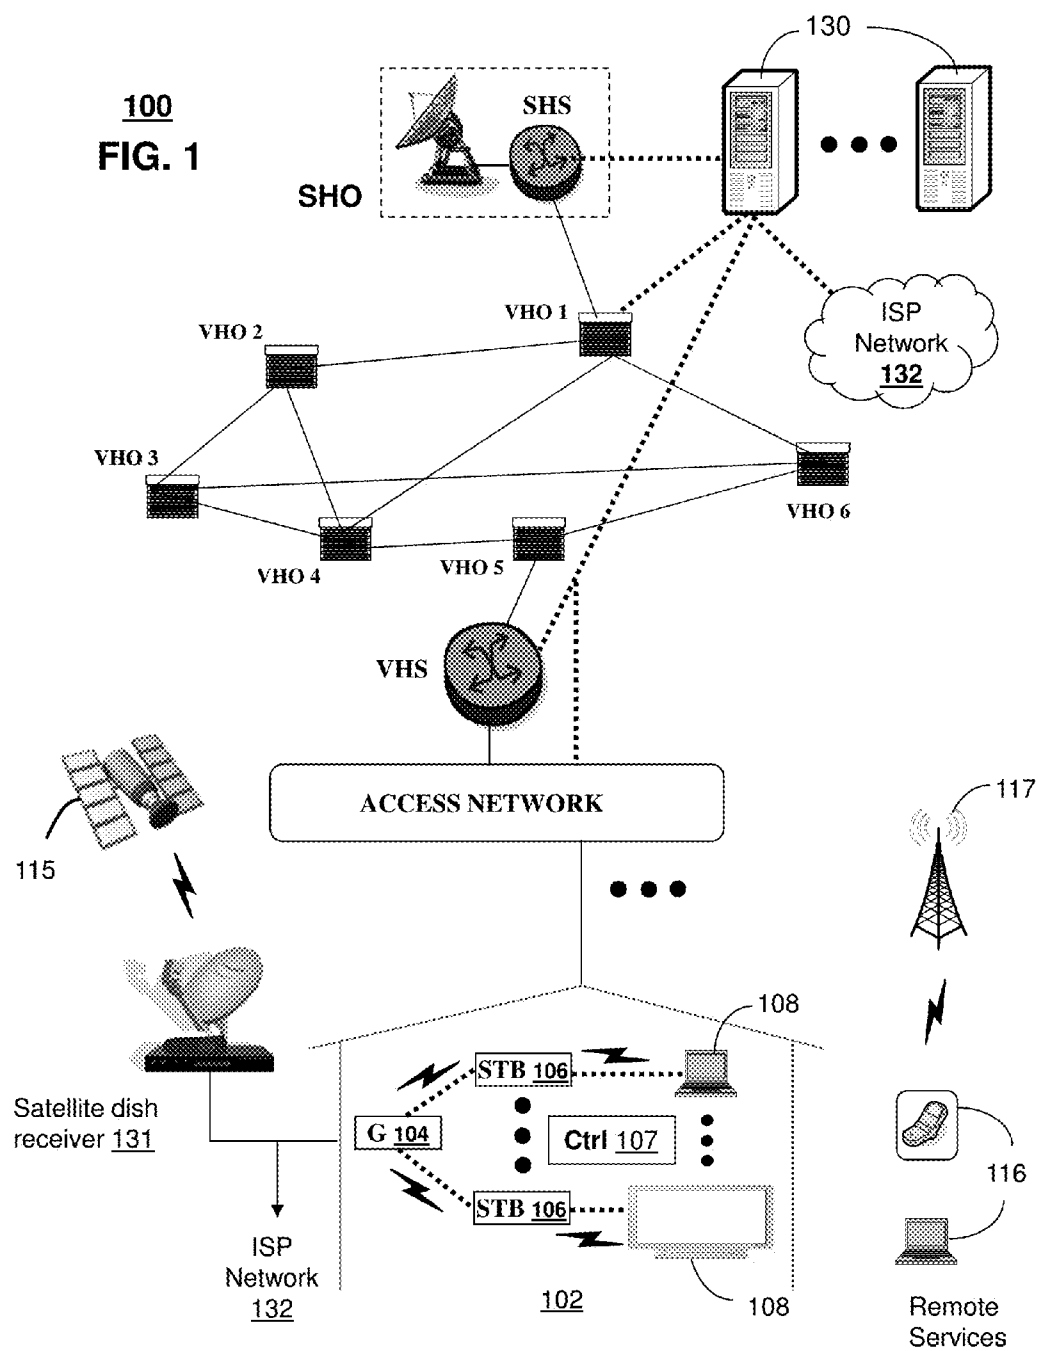 130
100
FIG. 1
SHS
SHO
ISP
Network
132
VHO 1
VHO 2
VHO 3
VHO 6
VHO 4
VHO 5
VHS
ACCESS NETWORK
115
117
108
STB 106
Satellite dish
receiver 131
G 104
Ctrl 107
116
STB 106
ISP
Network
132
102
108
Remote
Services